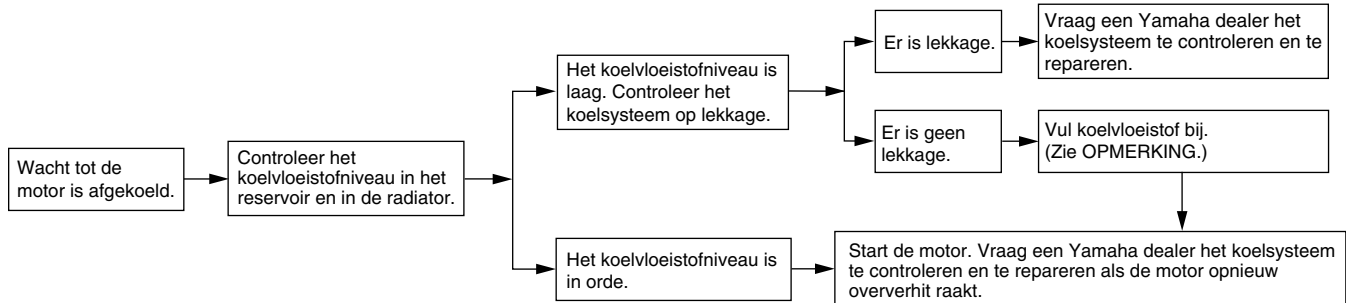 Wacht tot de
motor is afgekoeld.
Controleer het
koelvloeistofniveau in het
reservoir en in de radiator.
Het koelvloeistofniveau is
laag. Controleer het
koelsysteem op lekkage.
Er is lekkage.
Vraag een Yamaha dealer het
koelsysteem te controleren en te
repareren.
Er is geen
lekkage.
Vul koelvloeistof bij.
(Zie OPMERKING.)
Het koelvloeistofniveau is
in orde.
Start de motor. Vraag een Yamaha dealer het koelsysteem
te controleren en te repareren als de motor opnieuw
oververhit raakt.